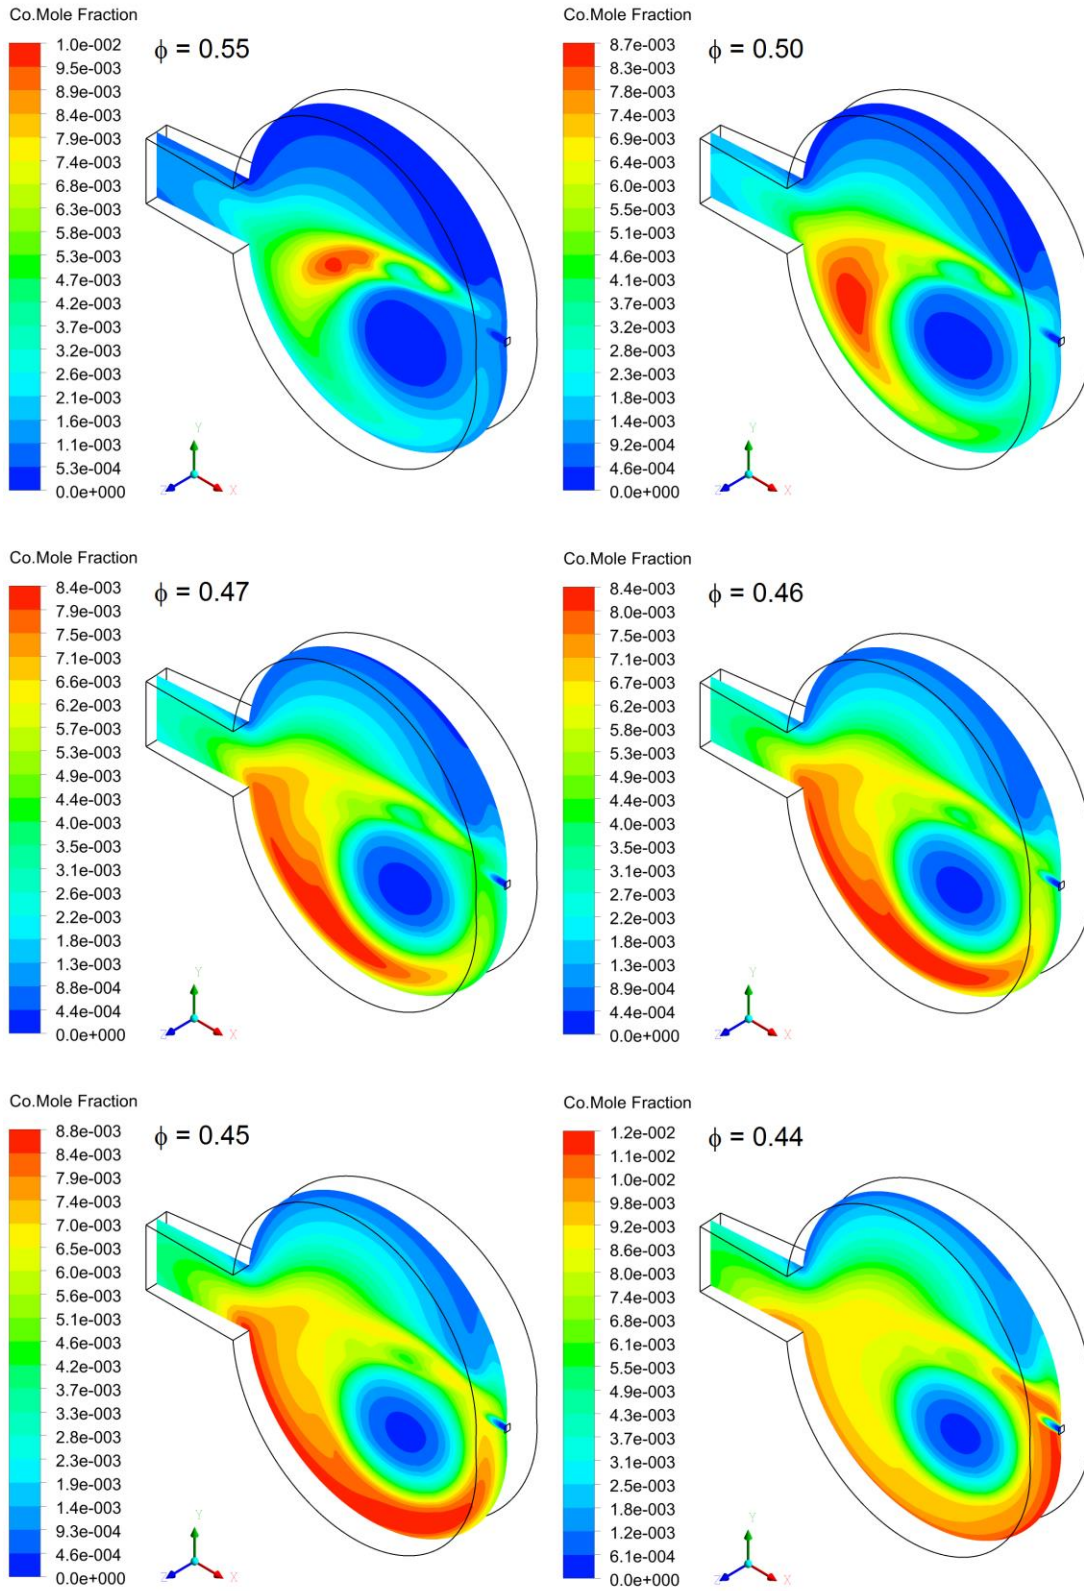 Co.Mole Fraction
ϕ = 0.55
1.0e-002
9.5e-003
8.9e-003
8.4e-003
7.9e-003
7.4e-003
6.8e-003
6.3e-003
5.8e-003
5.3e-003
4.7e-003
4.2e-003
3.7e-003
3.2e-003
2.6e-003
2.1e-003
1.6e-003
1.1e-003
5.3e-004
0.0e+000
Y
Z
X
Co.Mole Fraction
ϕ = 0.50
8.7e-003
8.3e-003
7.8e-003
7.4e-003
6.9e-003
6.4e-003
6.0e-003
5.5e-003
5.1e-003
4.6e-003
4.1e-003
3.7e-003
3.2e-003
2.8e-003
2.3e-003
1.8e-003
1.4e-003
9.2e-004
4.6e-004
0.0e+000
Y
Z
X
Co.Mole Fraction
ϕ = 0.47
8.4e-003
7.9e-003
7.5e-003
7.1e-003
6.6e-003
6.2e-003
5.7e-003
5.3e-003
4.9e-003
4.4e-003
4.0e-003
3.5e-003
3.1e-003
2.6e-003
2.2e-003
1.8e-003
1.3e-003
8.8e-004
4.4e-004
0.0e+000
Y
Z
X
Co.Mole Fraction
ϕ = 0.46
8.4e-003
8.0e-003
7.5e-003
7.1e-003
6.7e-003
6.2e-003
5.8e-003
5.3e-003
4.9e-003
4.4e-003
4.0e-003
3.5e-003
3.1e-003
2.7e-003
2.2e-003
1.8e-003
1.3e-003
8.9e-004
4.4e-004
0.0e+000
Y
Z
X
Co.Mole Fraction
ϕ = 0.45
8.8e-003
8.4e-003
7.9e-003
7.4e-003
7.0e-003
6.5e-003
6.0e-003
5.6e-003
5.1e-003
4.6e-003
4.2e-003
3.7e-003
3.3e-003
2.8e-003
2.3e-003
1.9e-003
1.4e-003
9.3e-004
4.6e-004
0.0e+000
Y
Z
X
Co.Mole Fraction
ϕ = 0.44
1.2e-002
1.1e-002
1.0e-002
9.8e-003
9.2e-003
8.6e-003
8.0e-003
7.4e-003
6.8e-003
6.1e-003
5.5e-003
4.9e-003
4.3e-003
3.7e-003
3.1e-003
2.5e-003
1.8e-003
1.2e-003
6.1e-004
0.0e+000
Y
Z
X